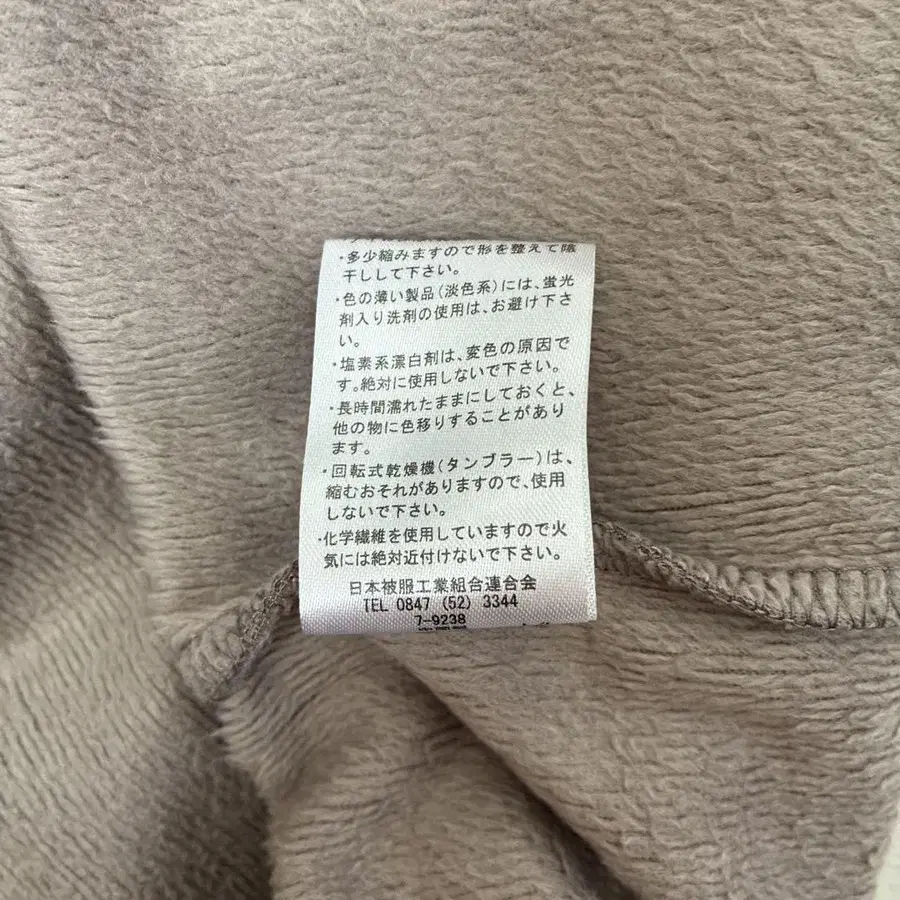 ・多少縮みますので形を整えて陰
干しして下さい。
・色の薄い製品(淡色系)には、蛍光
剤入り洗剤の使用は、お避け下さ
い。
・塩素系漂白剤は、変色の原因で
す。絶対に使用しないで下さい。
・長時間濡れたままにしておくと、
他の物に色移りすることがあり
ます。
・回転式乾燥機(タンブラー)は、
縮むおそれがありますので、使用
しないで下さい。
・化学繊維を使用していますので火
気には絶対近付けないで下さい。
日本被服工業組合連合会
TEL 0847 (52) 3344
7-9238